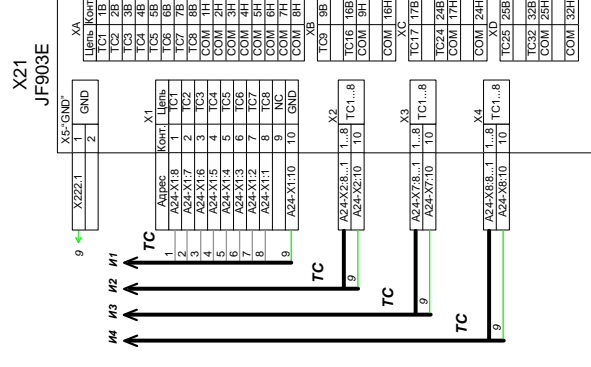 X21
JF903E
XA
Цепь Конт
TC1 1B
TC2 2B
TC3 3B
TC4 4B
TC5 5B
TC6 6B
TC7 7B
TC8 8B
COM 1H
COM 2H
COM 3H
COM 4H
COM 5H
COM 6H
COM 7H
COM 8H
XB
TC9 9B
TC16 16B
COM 9H
COM 16H
XC
TC17 17B
TC24 24B
COM 17H
COM 24H
XD
TC25 25B
TC32 32B
COM 25H
COM 32H
X5-"GND"
9 X222.1 1 GND
2
X1
Адрес Конт. Цепь
1 A24-X1:8 1 TC1
2 A24-X1:7 2 TC2
3 A24-X1:6 3 TC3
4 A24-X1:5 4 TC4
5 A24-X1:4 5 TC5
6 A24-X1:3 6 TC6
7 A24-X1:2 7 TC7
8 A24-X1:1 8 TC8
9 NC
9 A24-X1:10 10 GND
X2
A24-X2:8...1 1...8 TC1...8
9 A24-X2:10 10
X3
A24-X7:8...1 1...8 TC1...8
9 A24-X7:10 10
X4
A24-X8:8...1 1...8 TC1...8
9 A24-X8:10 10
ТС
ТС
ТС
ТС
И1
И2
И3
И4